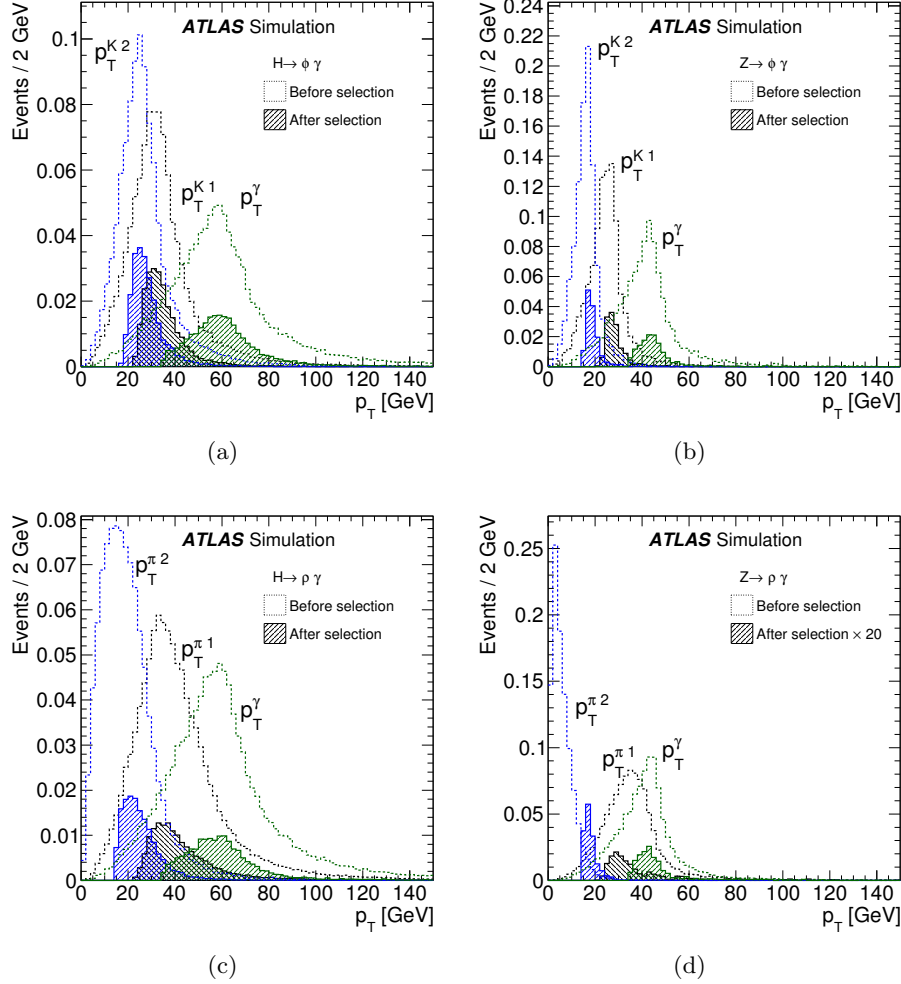 ATLAS Simulation
H→ φ γ
Before selection
After selection
p_T^{K 2}
p_T^{K 1}
p_T^γ
Events / 2 GeV
0.1
0.08
0.06
0.04
0.02
0
0 20 40 60 80 100 120 140
p_T [GeV]
(a)
ATLAS Simulation
Z→ φ γ
Before selection
After selection
p_T^{K 2}
p_T^{K 1}
p_T^γ
Events / 2 GeV
0.24
0.22
0.20
0.18
0.16
0.14
0.12
0.10
0.08
0.06
0.04
0.02
0
0 20 40 60 80 100 120 140
p_T [GeV]
(b)
ATLAS Simulation
H→ ρ γ
Before selection
After selection
p_T^{π 2}
p_T^{π 1}
p_T^γ
Events / 2 GeV
0.08
0.07
0.06
0.05
0.04
0.03
0.02
0.01
0
0 20 40 60 80 100 120 140
p_T [GeV]
(c)
ATLAS Simulation
Z→ ρ γ
Before selection
After selection × 20
p_T^{π 2}
p_T^{π 1}
p_T^γ
Events / 2 GeV
0.25
0.2
0.15
0.1
0.05
0
0 20 40 60 80 100 120 140
p_T [GeV]
(d)